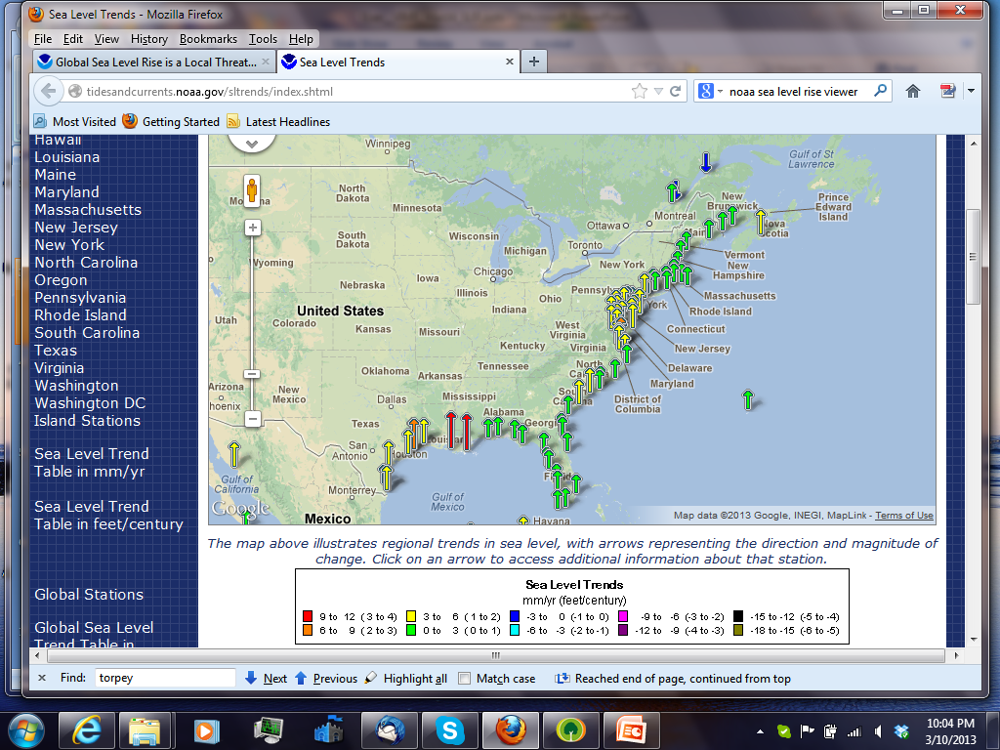 Sea Level Trends - Mozilla Firefox
File Edit View History Bookmarks Tools Help
Global Sea Level Rise is a Local Threat...
Sea Level Trends
tidesandcurrents.noaa.gov/sltrends/index.shtml
noaa sea level rise viewer
Most Visited Getting Started Latest Headlines
Hawaii
Louisiana
Maine
Maryland
Massachusetts
New Jersey
New York
North Carolina
Oregon
Pennsylvania
Rhode Island
South Carolina
Texas
Virginia
Washington
Washington DC
Island Stations
Sea Level Trend
Table in mm/yr
Sea Level Trend
Table in feet/century
Global Stations
Global Sea Level
Trend Table in
Winnipeg
Gulf of St
Lawrence
North
Dakota
Minnesota
Ottawa
Montreal
New
Brunswick
Prince
Edward
Island
Nova
Scotia
Maine
South
Dakota
Wisconsin
Michigan
Toronto
Vermont
New
Hampshire
Wyoming
Chicago
New York
Massachusetts
Nebraska
Iowa
Illinois
Ohio
Rhode Island
United States
Indiana
Connecticut
Utah
Colorado
Kansas
Missouri
West
Virginia
Kentucky
Virginia
New Jersey
Delaware
Maryland
Oklahoma
Arkansas
Tennessee
North
District of
Columbia
Arizona
New
Mexico
Dallas
Mississippi
Alabama
Georgia
Texas
San
Antonio
Houston
Monterrey
Gulf of
California
Gulf of
Mexico
Mexico
Havana
Google
Map data ©2013 Google, INEGI, MapLink - Terms of Use
The map above illustrates regional trends in sea level, with arrows representing the direction and magnitude of
change. Click on an arrow to access additional information about that station.
Sea Level Trends
mm/yr (feet/century)
9 to 12 ( 3 to 4) 3 to 6 ( 1 to 2) -3 to 0 (-1 to 0) -9 to -6 (-3 to -2) -15 to -12 (-5 to -4)
6 to 9 ( 2 to 3) 0 to 3 ( 0 to 1) -6 to -3 (-2 to -1) -12 to -9 (-4 to -3) -18 to -15 (-6 to -5)
Find: torpey Next Previous Highlight all Match case Reached end of page, continued from top
10:04 PM
3/10/2013